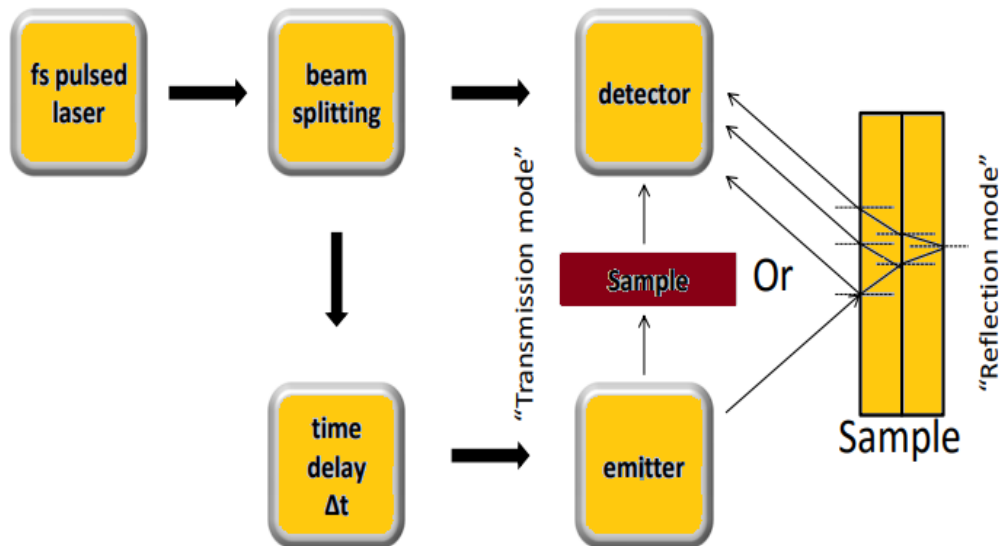 fs pulsed
laser
beam
splitting
detector
“Transmission mode”
Sample
Or
“Reflection mode”
Sample
time
delay
Δt
emitter